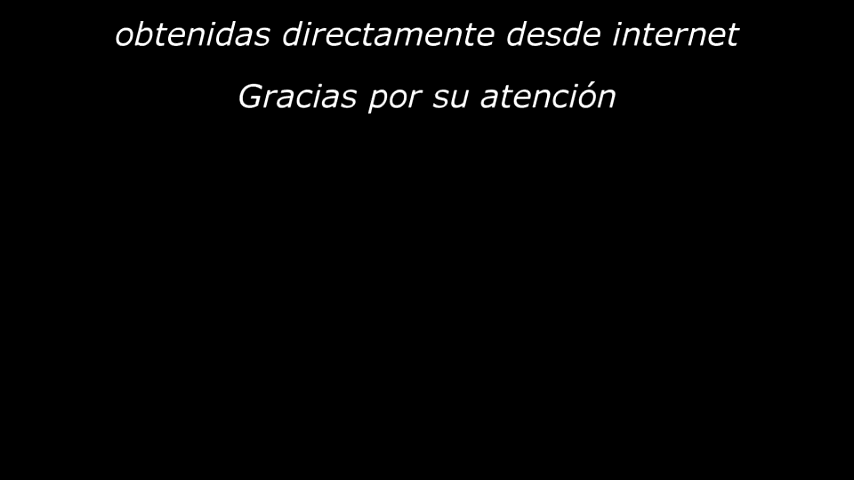 obtenidas directamente desde internet
Gracias por su atención